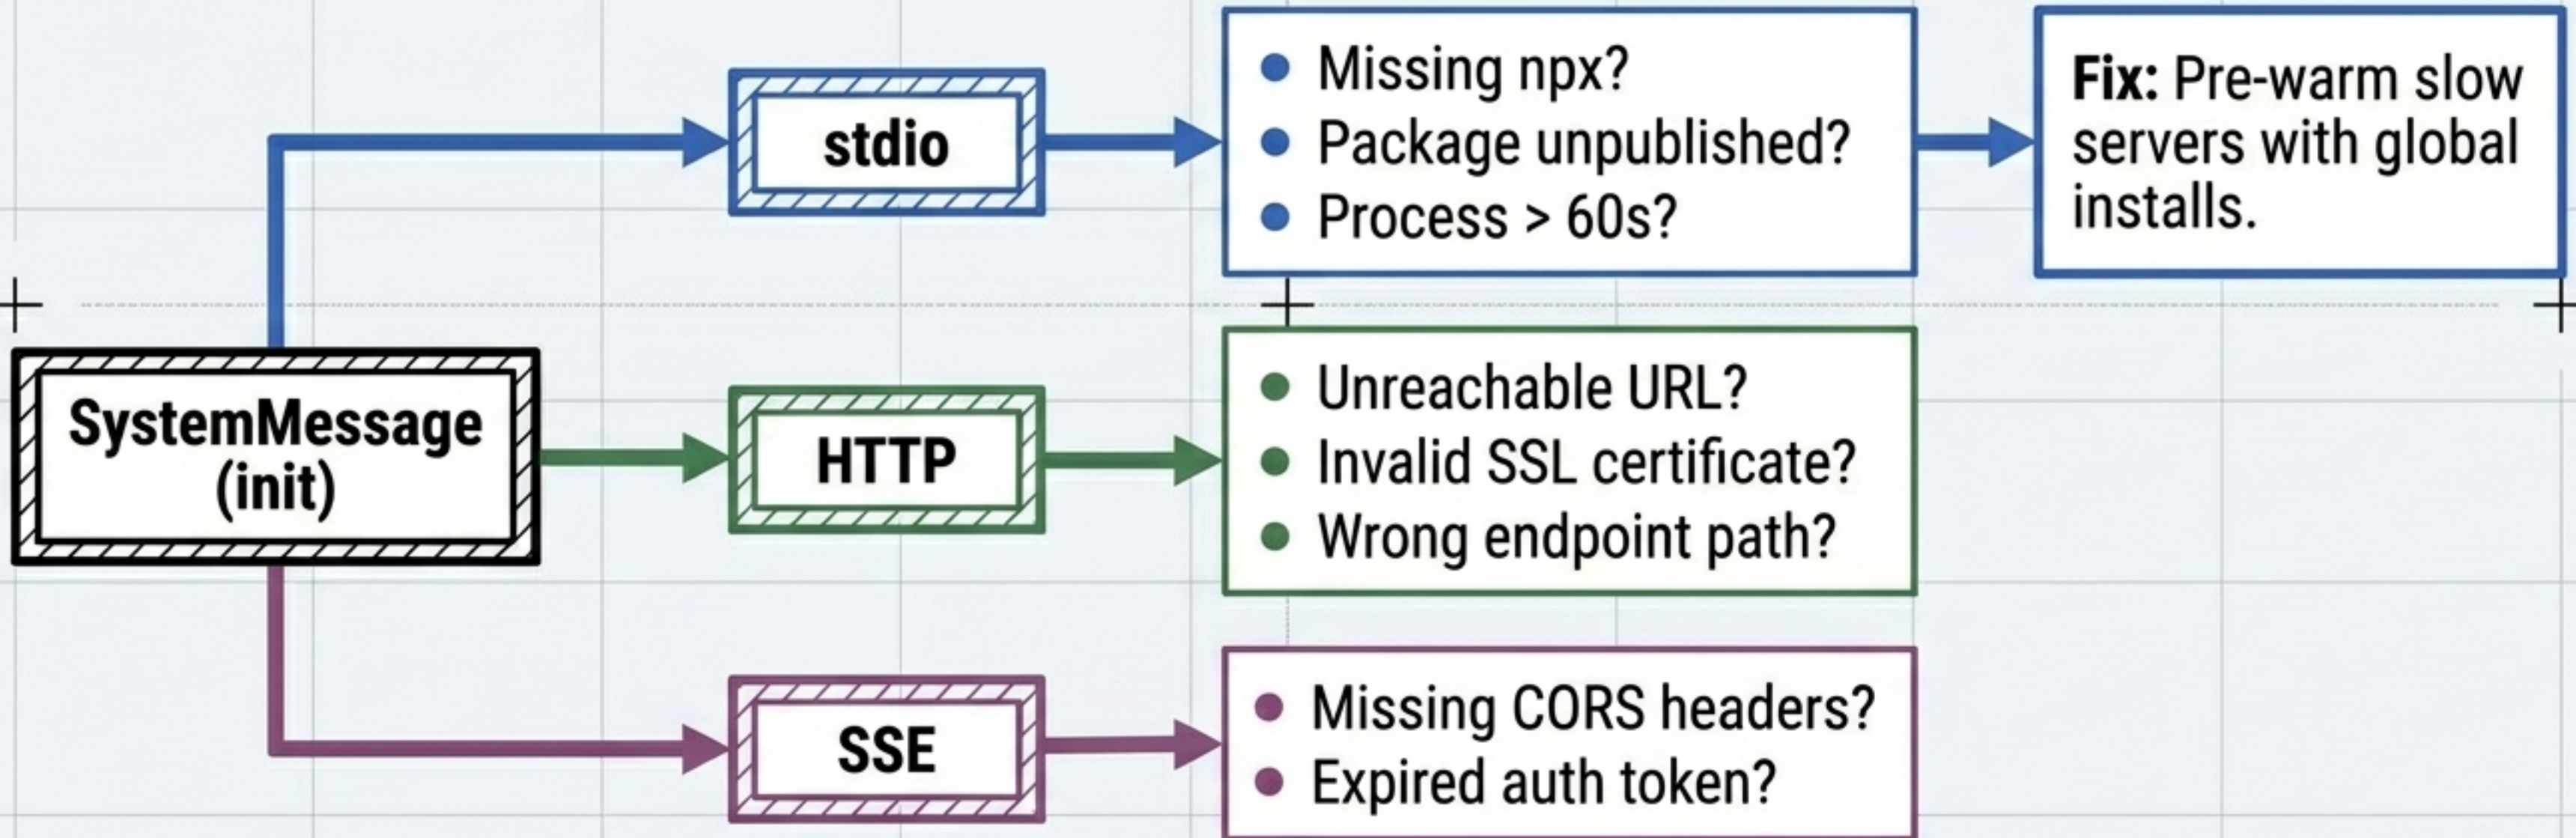 SystemMessage
(init)
stdio
Missing npx?
Package unpublished?
Process > 60s?
Fix: Pre-warm slow
servers with global
installs.
HTTP
Unreachable URL?
Invalid SSL certificate?
Wrong endpoint path?
SSE
Missing CORS headers?
Expired auth token?